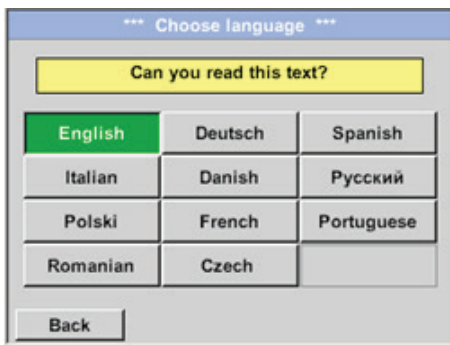 *** Choose language ***
Can you read this text?
English Deutsch Spanish
Italian Danish Русский
Polski French Portuguese
Romanian Czech
Back